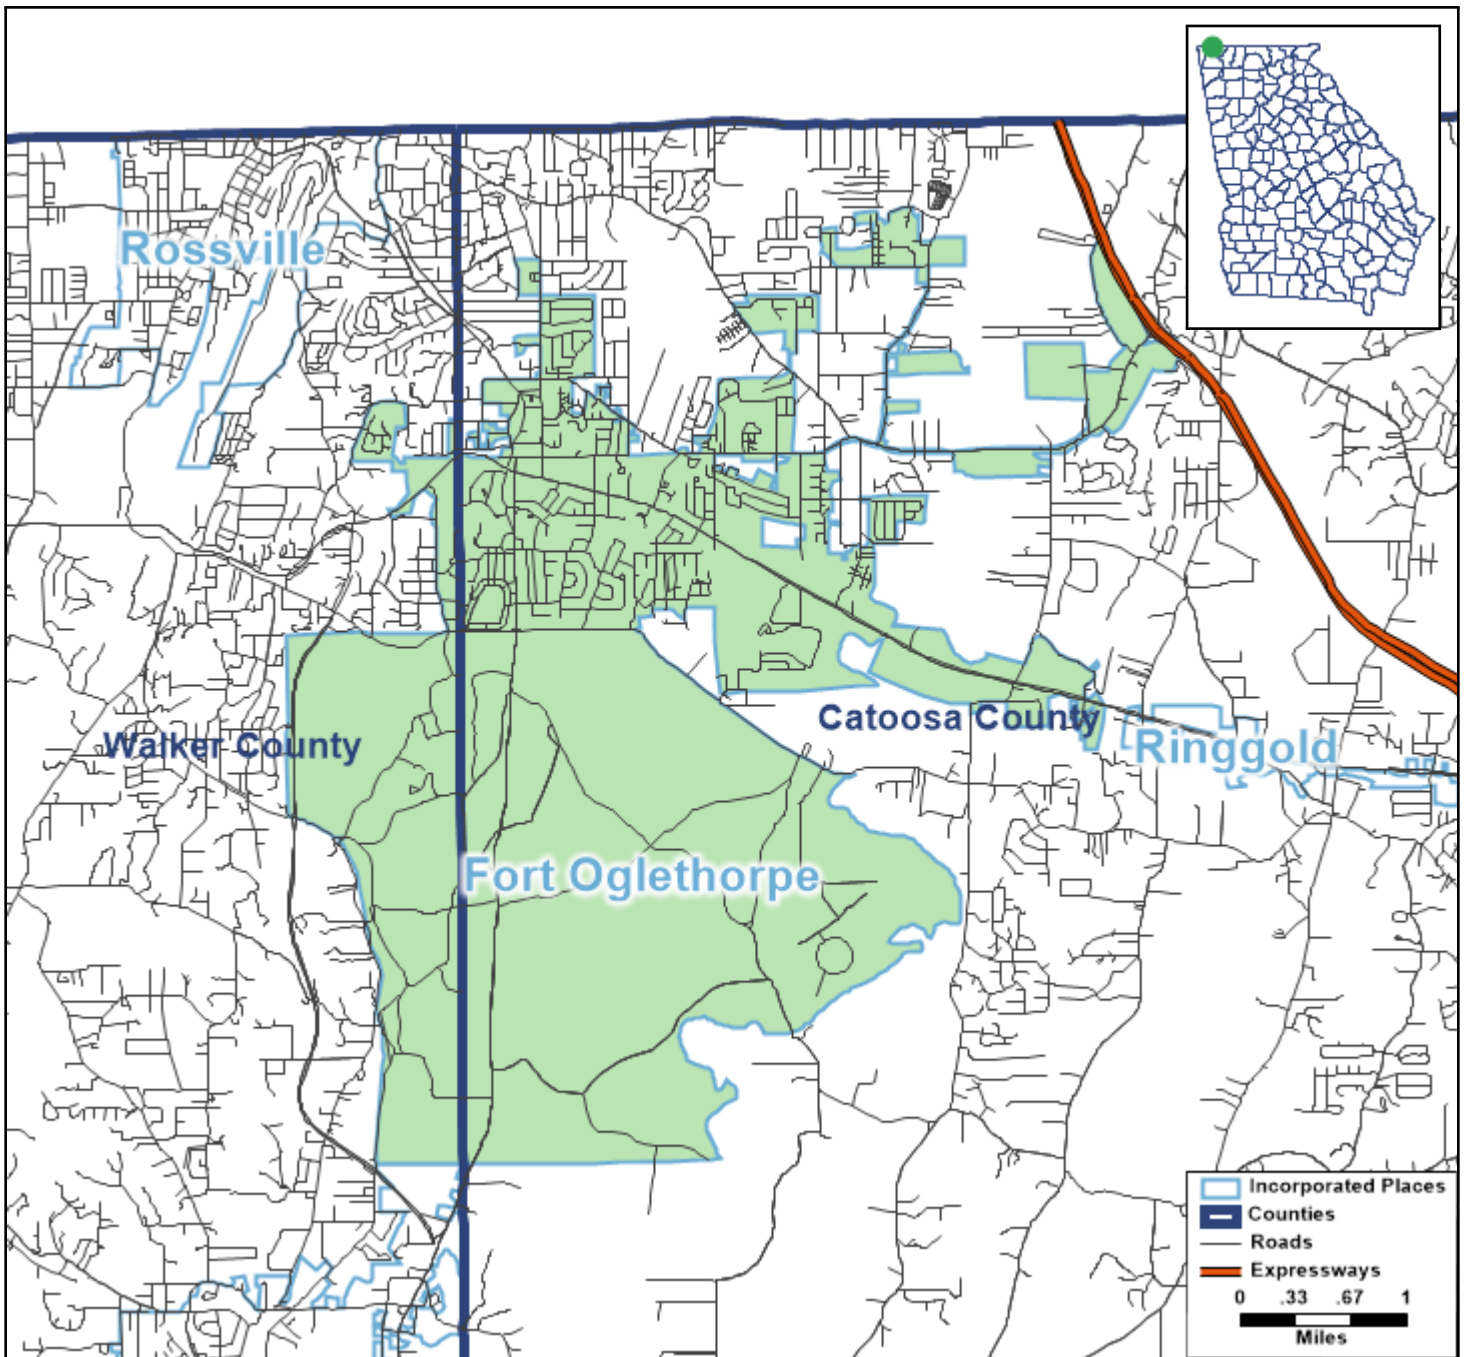 Rossville
Catoosa County
Walker County
Ringgold
Fort Oglethorpe
Incorporated Places
Counties
Roads
Expressways
0 .33 .67 1
Miles